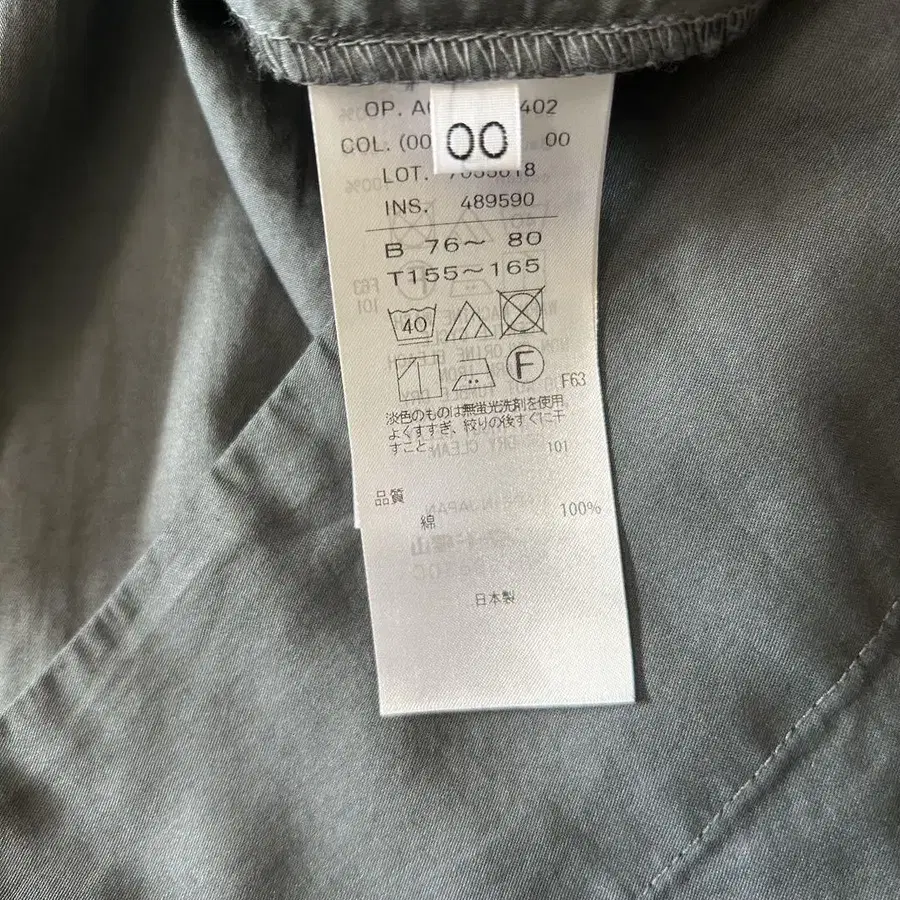 OP. A 402
COL. (00 00
00
LOT. 7055618
INS. 489590
B 76～ 80
T155～165
40
F
F63
淡色のものは無蛍光洗剤を使用
よくすすぎ、絞りの後すぐに干
すこと
101
品質
綿 100%
日本製